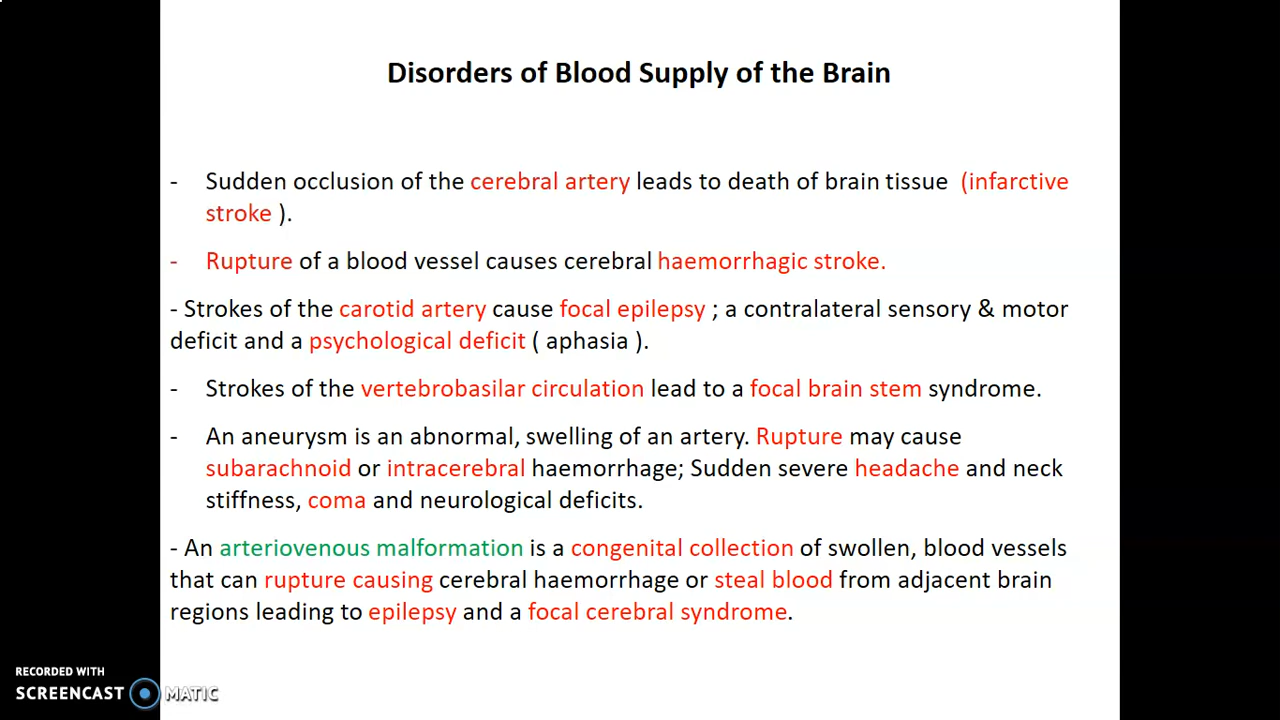 Disorders of Blood Supply of the Brain
- Sudden occlusion of the cerebral artery leads to death of brain tissue (infarctive
stroke ).
- Rupture of a blood vessel causes cerebral haemorrhagic stroke.
- Strokes of the carotid artery cause focal epilepsy ; a contralateral sensory & motor
deficit and a psychological deficit ( aphasia ).
- Strokes of the vertebrobasilar circulation lead to a focal brain stem syndrome.
- An aneurysm is an abnormal, swelling of an artery. Rupture may cause
subarachnoid or intracerebral haemorrhage; Sudden severe headache and neck
stiffness, coma and neurological deficits.
- An arteriovenous malformation is a congenital collection of swollen, blood vessels
that can rupture causing cerebral haemorrhage or steal blood from adjacent brain
regions leading to epilepsy and a focal cerebral syndrome.
RECORDED WITH
SCREENCAST MATIC